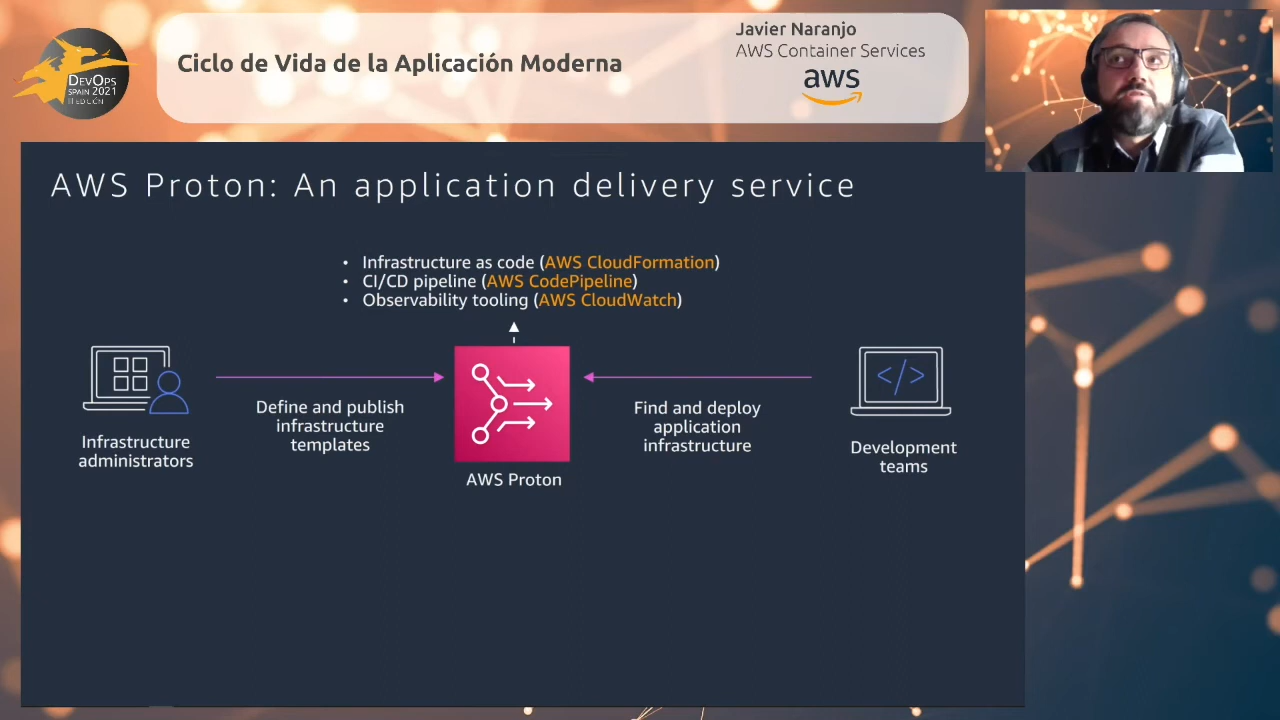 DEVOPS
SPAIN 2021
III EDICIÓN
Ciclo de Vida de la Aplicación Moderna
Javier Naranjo
AWS Container Services
aws
AWS Proton: An application delivery service
• Infrastructure as code (AWS CloudFormation)
• CI/CD pipeline (AWS CodePipeline)
• Observability tooling (AWS CloudWatch)
</>
Define and publish
infrastructure
templates
Find and deploy
application
infrastructure
Infrastructure
administrators
Development
teams
AWS Proton